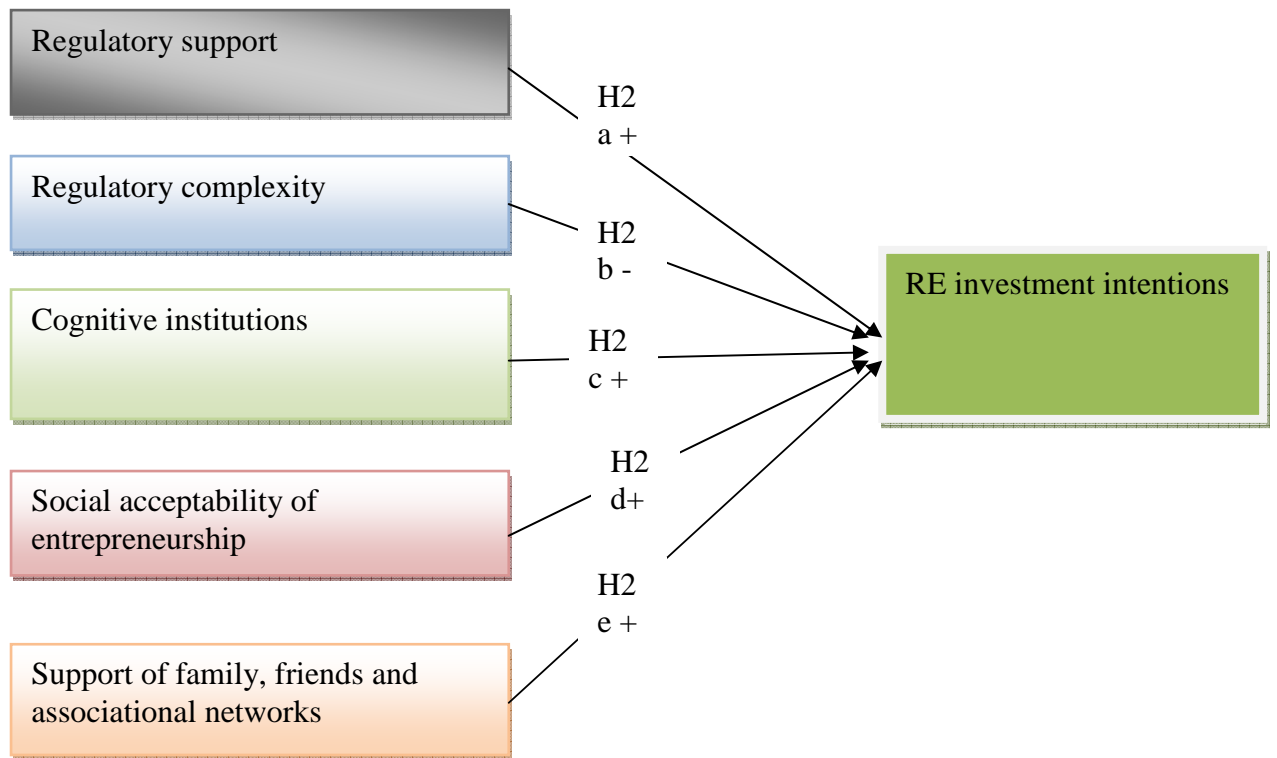 Regulatory support
H2
a +
Regulatory complexity
H2
b -
RE investment intentions
Cognitive institutions
H2
c +
Social acceptability of
entrepreneurship
H2
d+
H2
e +
Support of family, friends and
associational networks